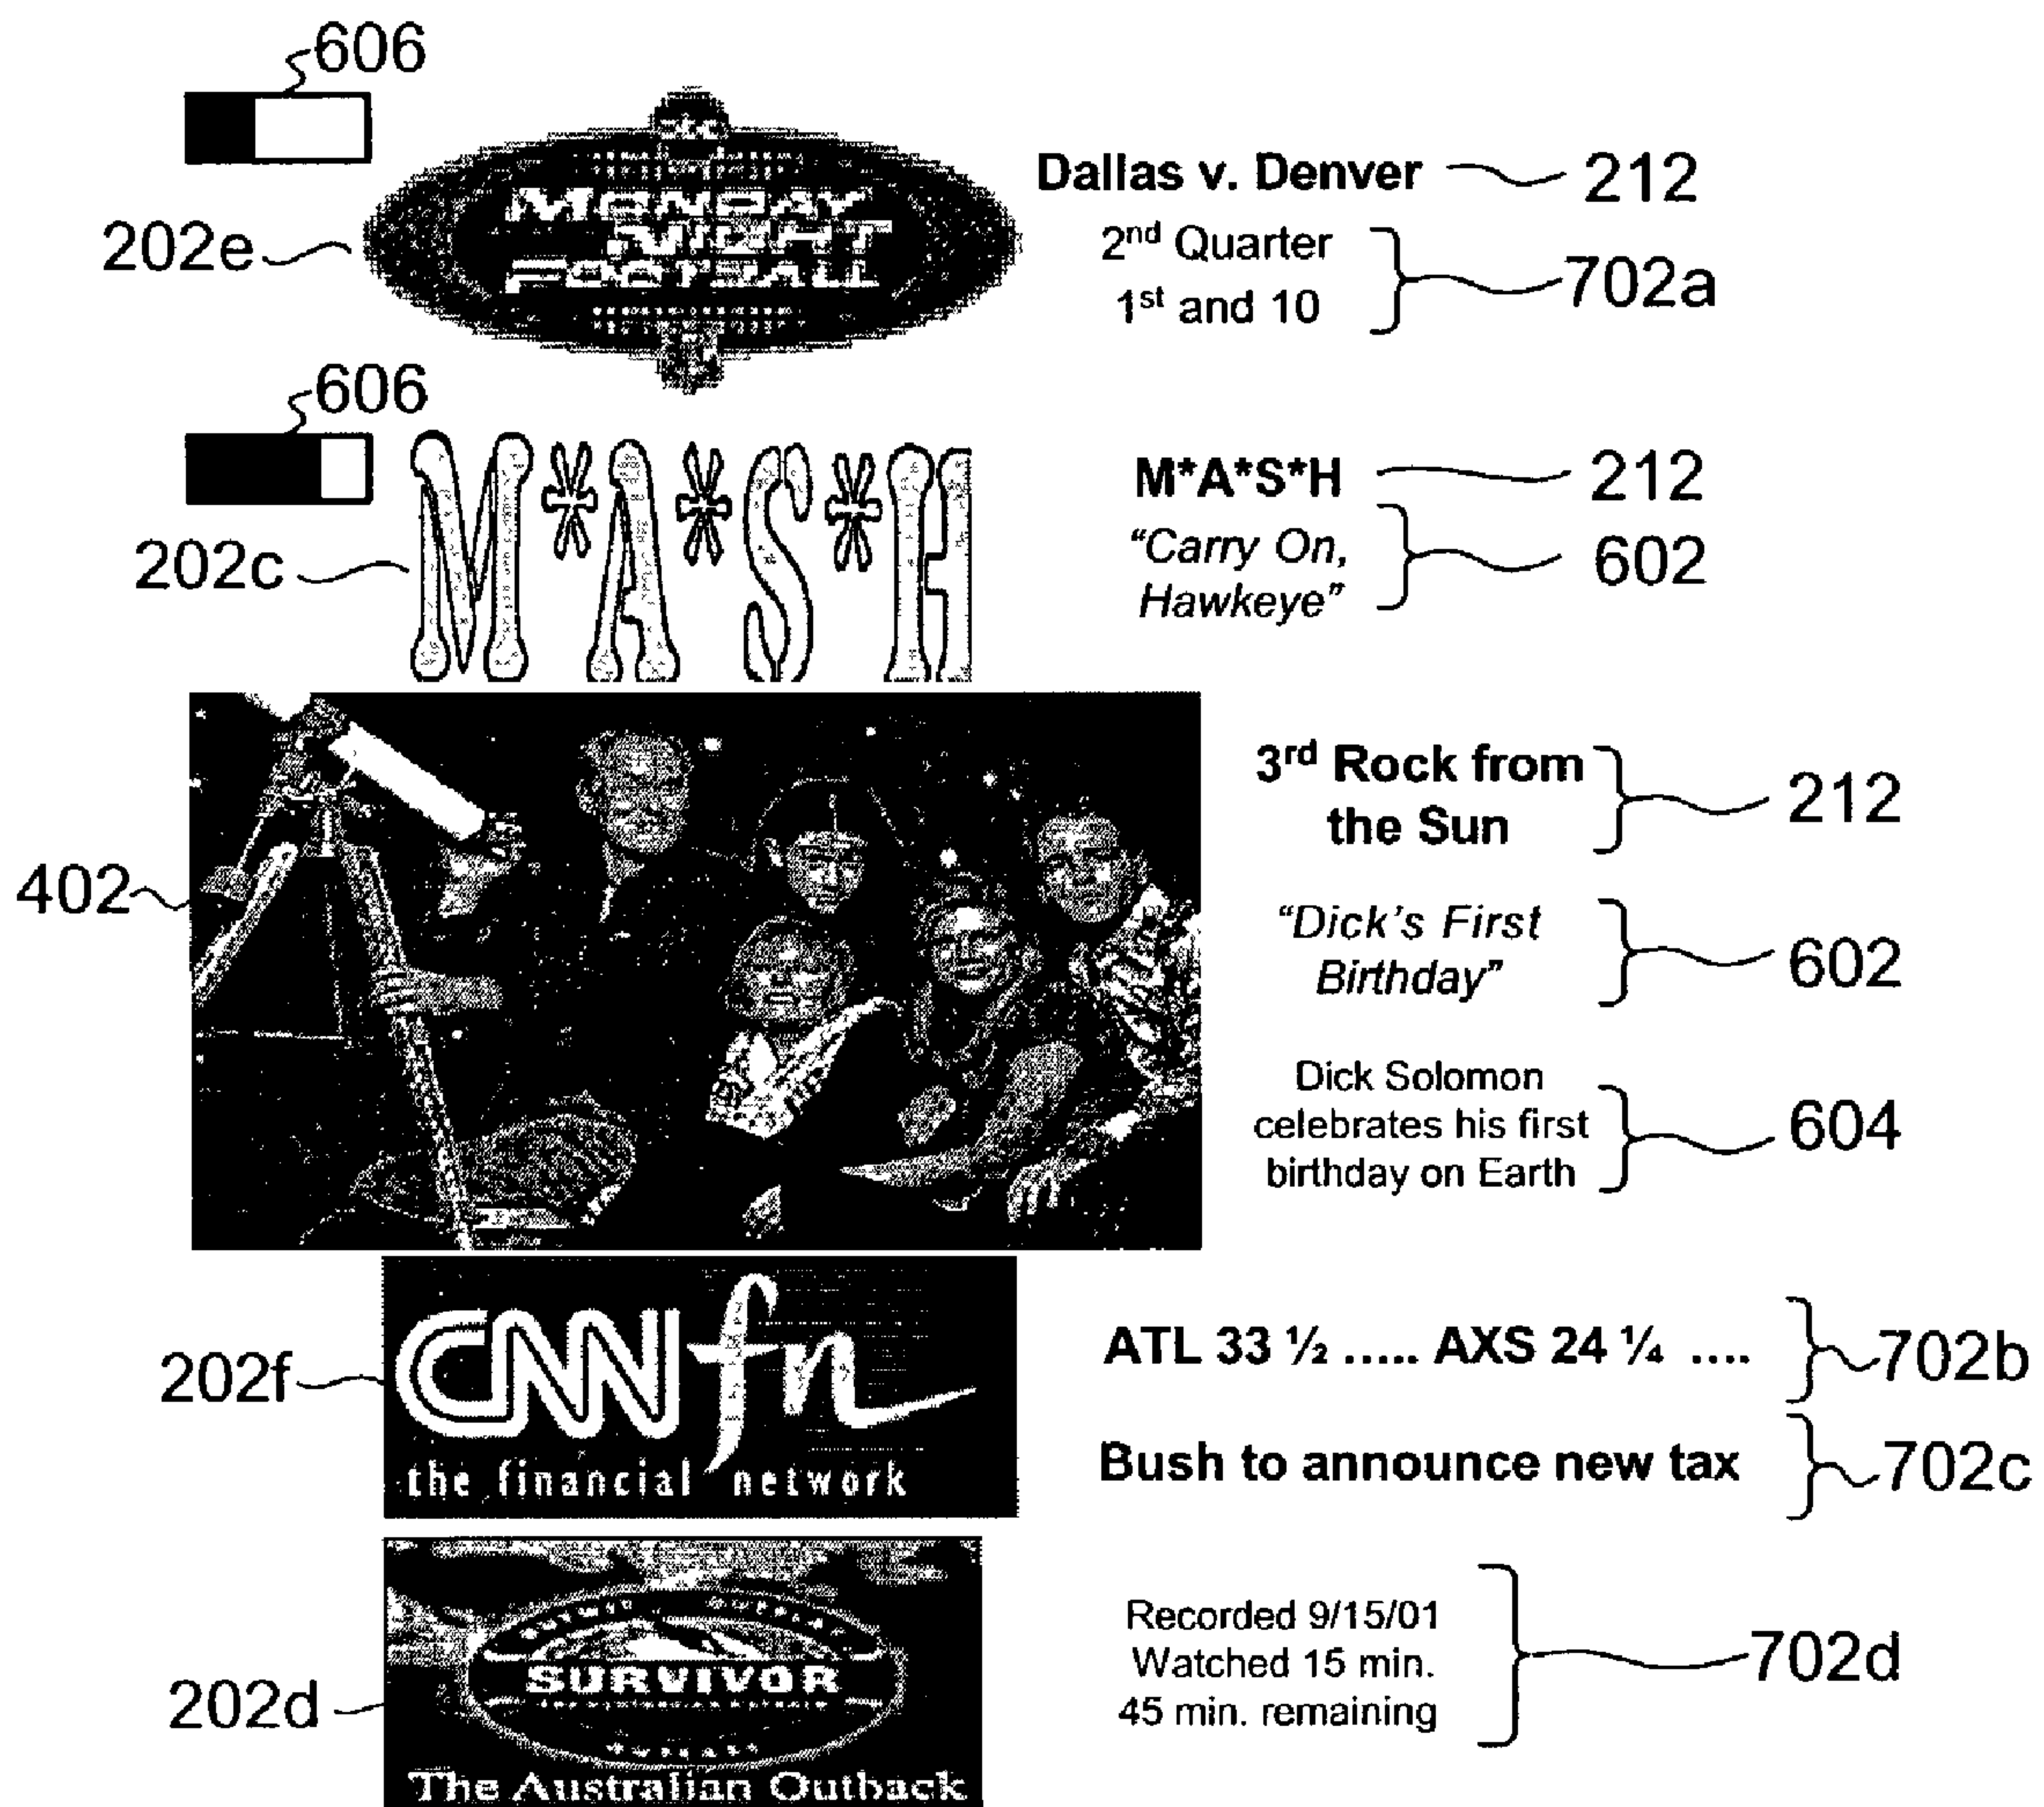 606
202e
MONDAY
NIGHT
FOOTBALL
Dallas v. Denver
212
2nd Quarter
1st and 10
702a
606
202c
M*A*S*H
M*A*S*H
212
“Carry On,
Hawkeye”
602
402
3rd Rock from
the Sun
212
“Dick’s First
Birthday”
602
Dick Solomon
celebrates his first
birthday on Earth
604
202f
CNNfn
the financial network
ATL 33 ½ ..... AXS 24 ¼ ....
702b
Bush to announce new tax
702c
202d
SURVIVOR
The Australian Outback
Recorded 9/15/01
Watched 15 min.
45 min. remaining
702d